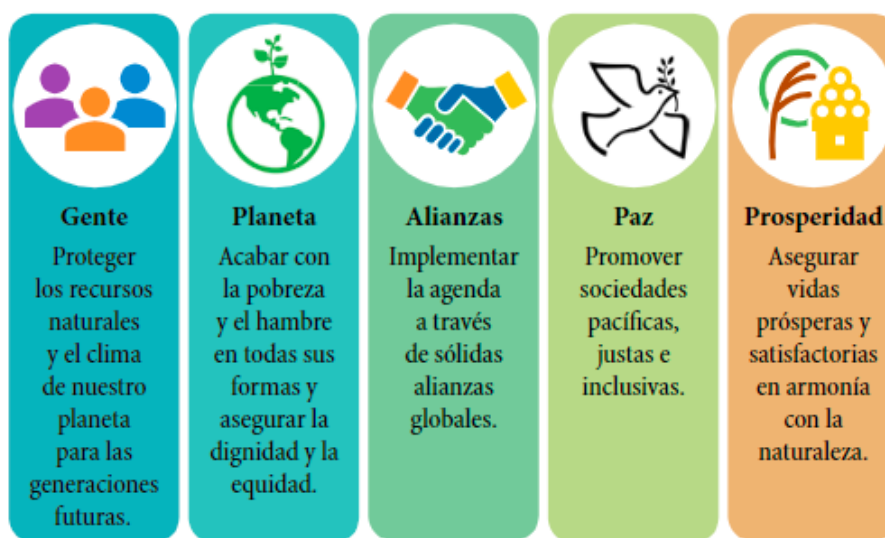 Gente
Proteger
los recursos
naturales
y el clima
de nuestro
planeta
para las
generaciones
futuras.
Planeta
Acabar con
la pobreza
y el hambre
en todas sus
formas y
asegurar la
dignidad y la
equidad.
Alianzas
Implementar
la agenda
a través
de sólidas
alianzas
globales.
Paz
Promover
sociedades
pacíficas,
justas e
inclusivas.
Prosperidad
Asegurar
vidas
prósperas y
satisfactorias
en armonía
con la
naturaleza.